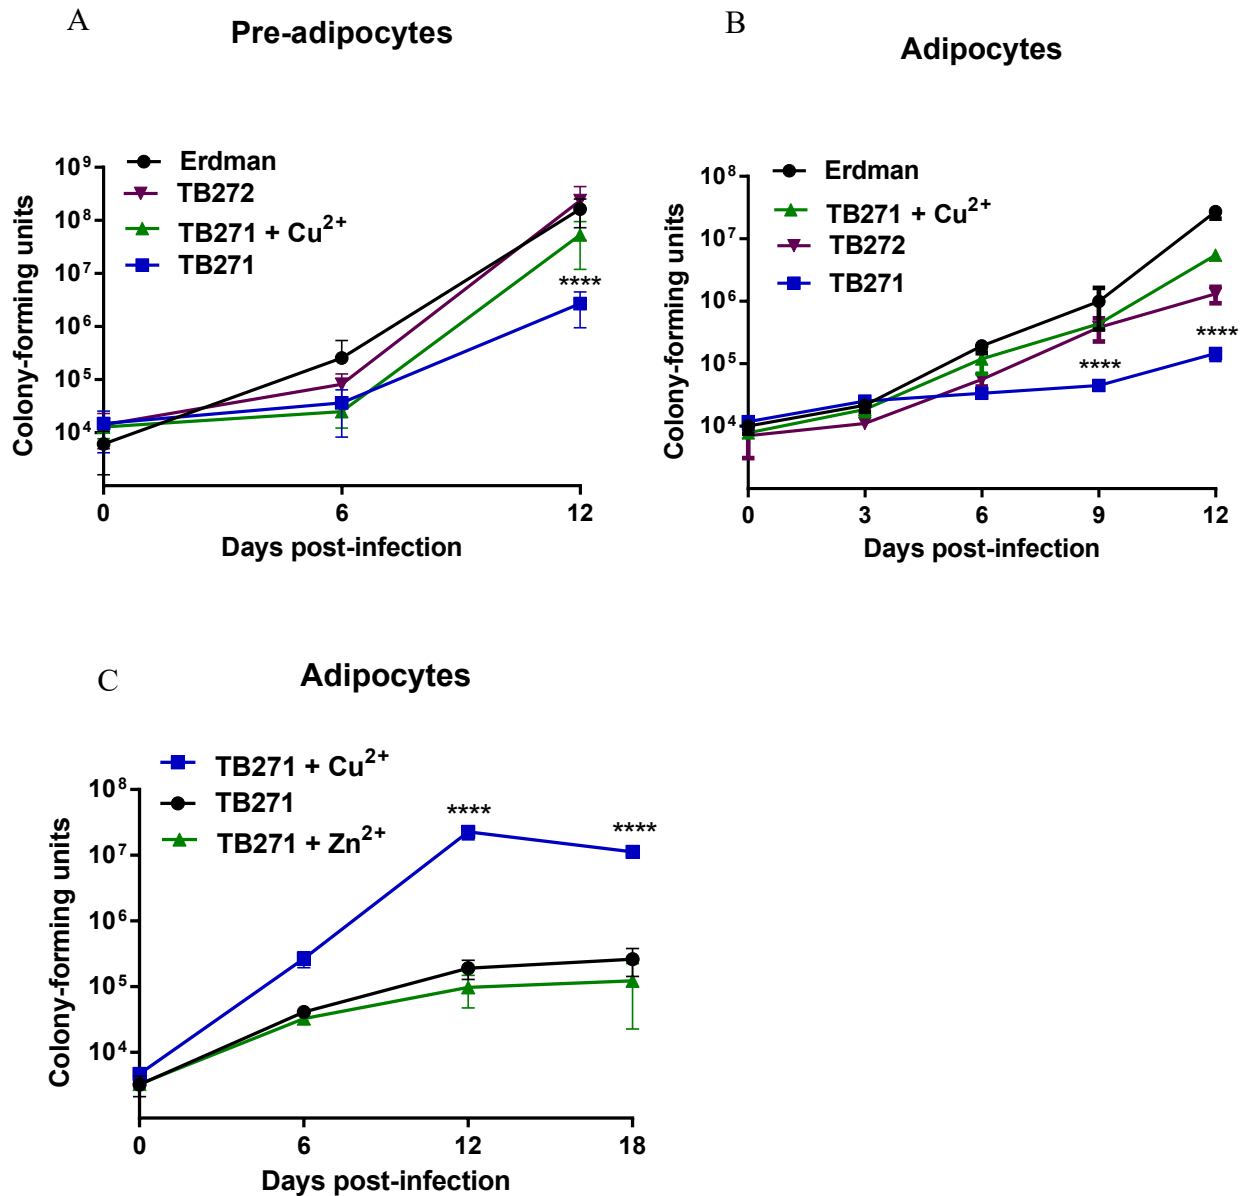 A
Pre-adipocytes
Erdman
TB272
TB271 + Cu²⁺
TB271
10⁹
10⁸
10⁷
10⁶
10⁵
10⁴
Colony-forming units
****
0 6 12
Days post-infection
B
Adipocytes
Erdman
TB271 + Cu²⁺
TB272
TB271
10⁸
10⁷
10⁶
10⁵
10⁴
Colony-forming units
****
****
0 3 6 9 12
Days post-infection
C
Adipocytes
TB271 + Cu²⁺
TB271
TB271 + Zn²⁺
10⁸
10⁷
10⁶
10⁵
10⁴
Colony-forming units
****
****
0 6 12 18
Days post-infection